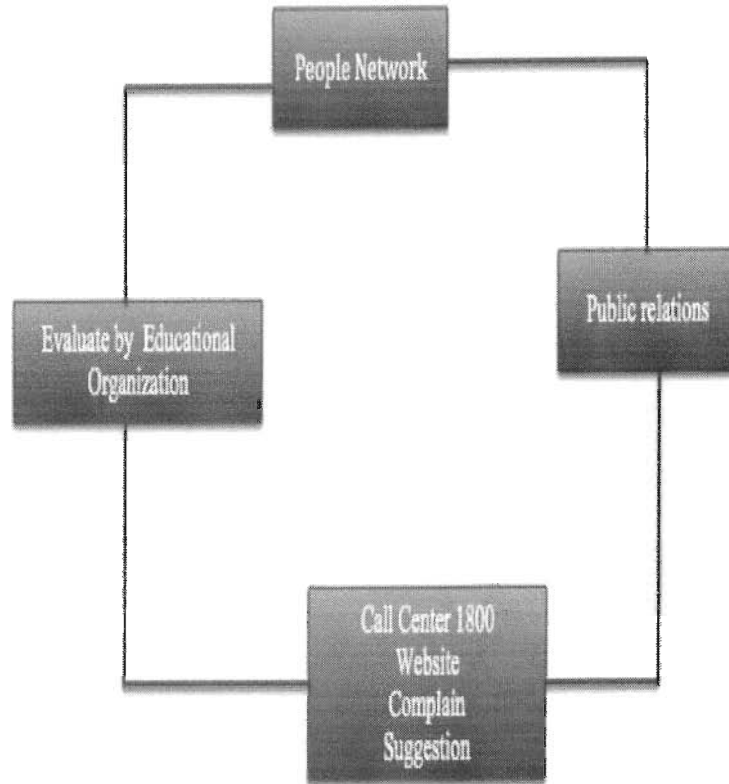 People Network
Public relations
Evaluate by Educational
Organization
Call Center 1800
Website
Complain
Suggestion